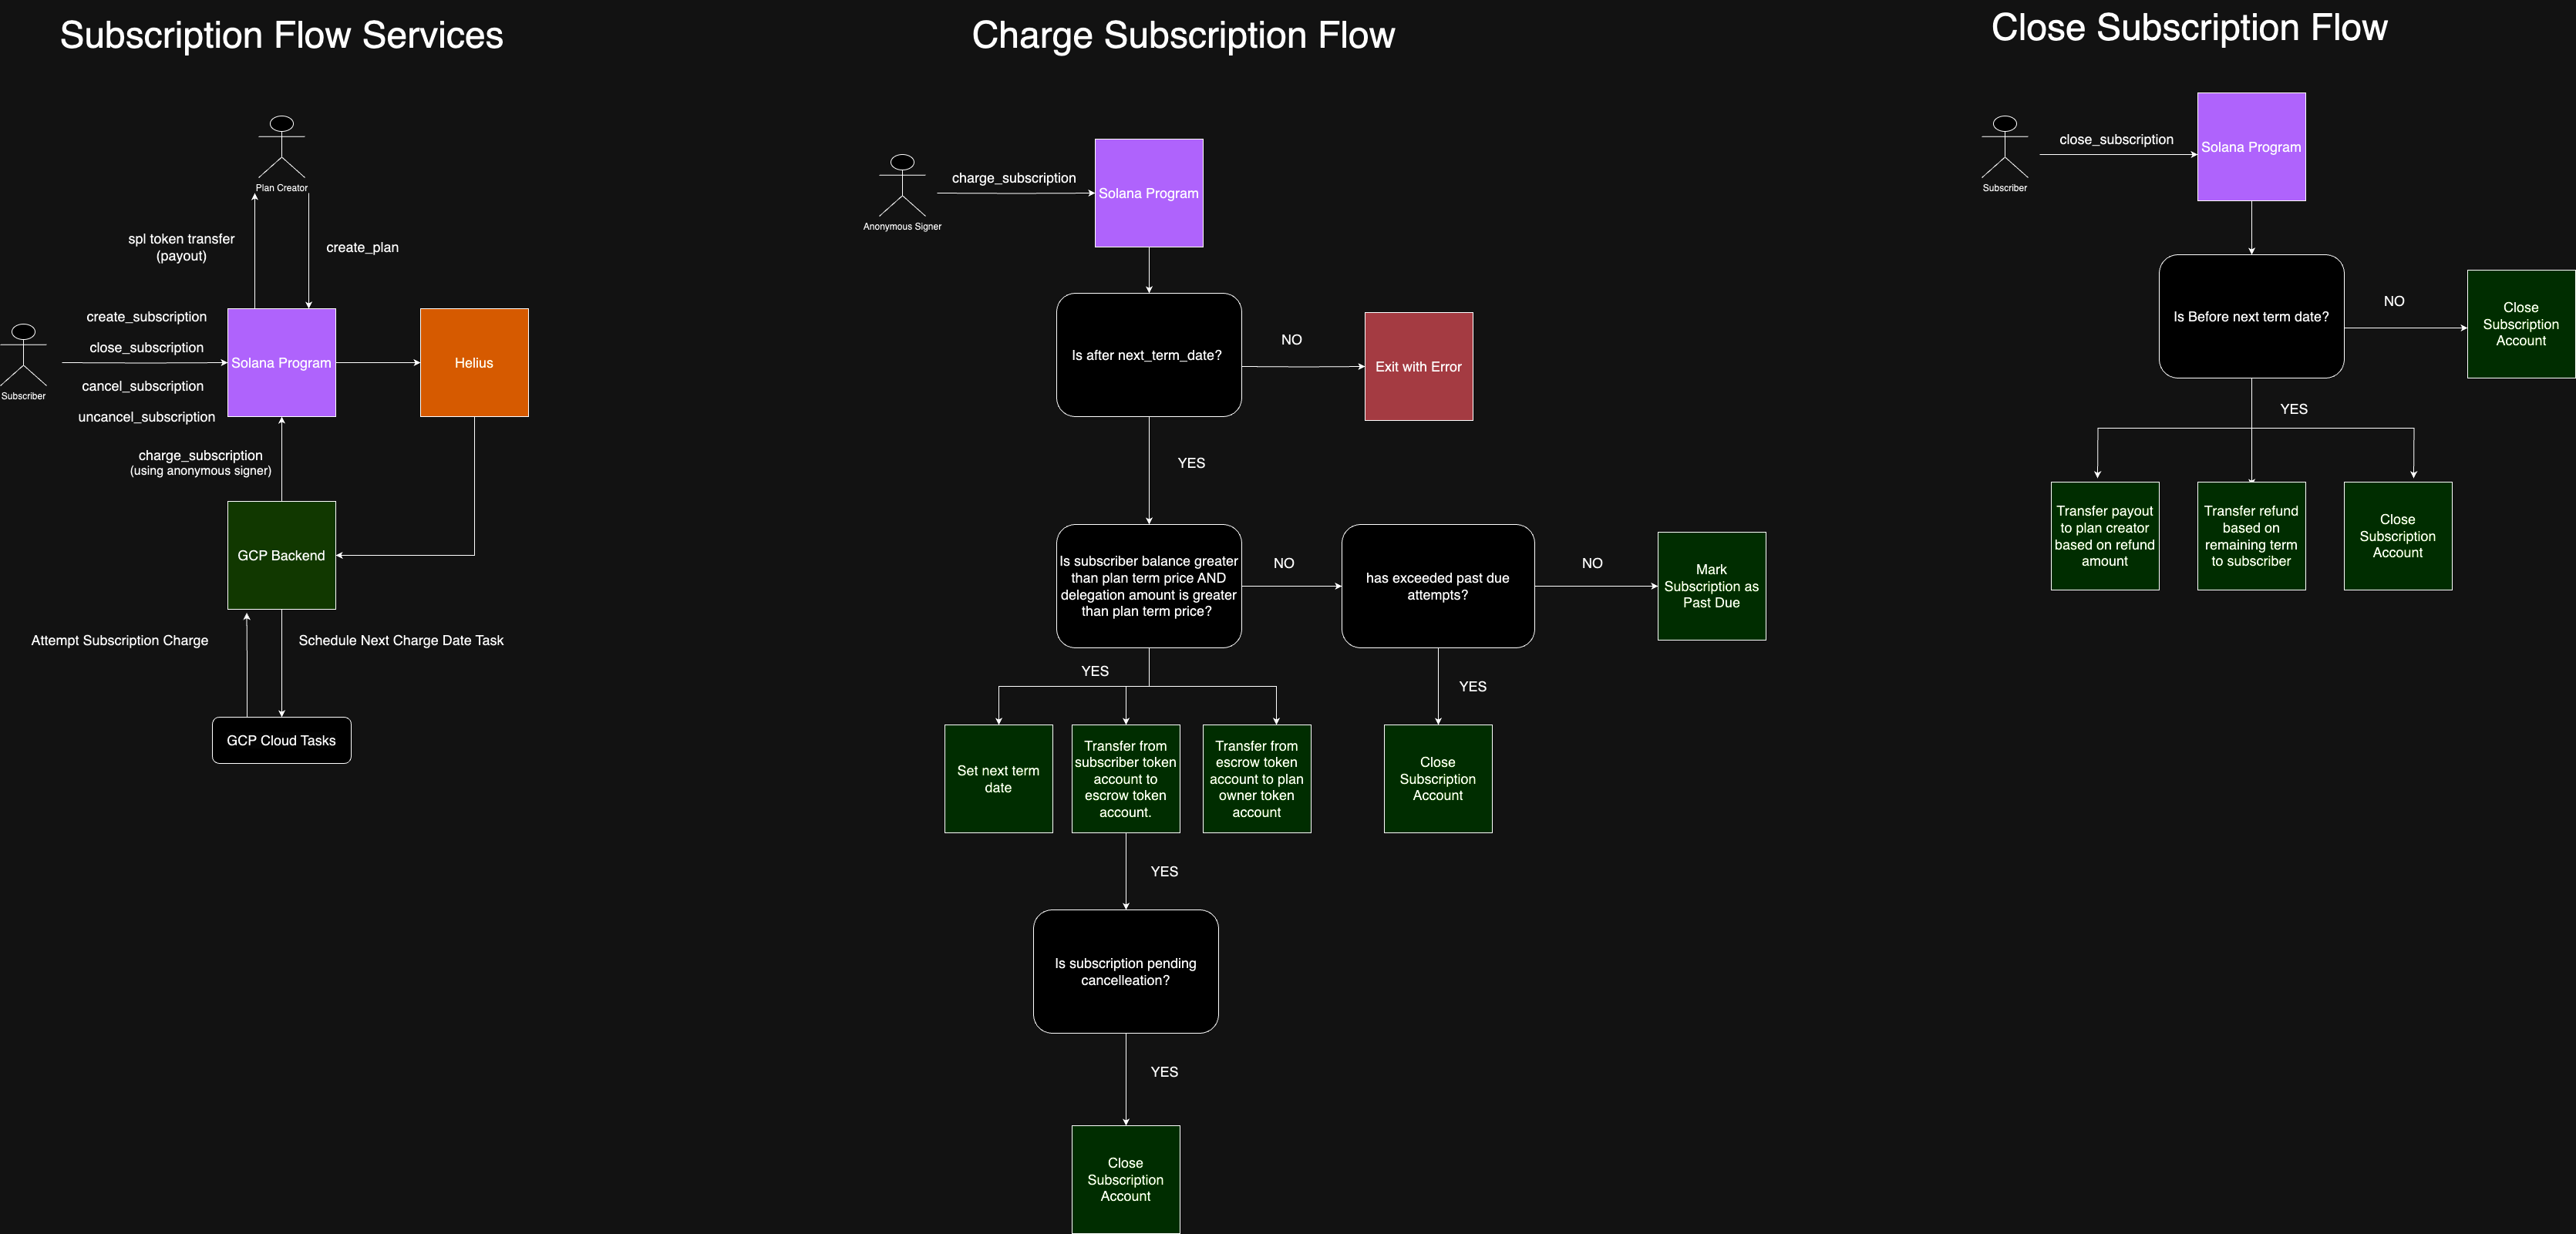 Subscription Flow Services
Plan Creator
spl token transfer
(payout)
create_plan
create_subscription
close_subscription
cancel_subscription
uncancel_subscription
Subscriber
Solana Program
Helius
charge_subscription
(using anonymous signer)
GCP Backend
Attempt Subscription Charge
Schedule Next Charge Date Task
GCP Cloud Tasks
Charge Subscription Flow
Anonymous Signer
charge_subscription
Solana Program
Is after next_term_date?
NO
Exit with Error
YES
Is subscriber balance greater
than plan term price AND
delegation amount is greater
than plan term price?
NO
has exceeded past due
attempts?
NO
Mark
Subscription as
Past Due
YES
YES
Set next term
date
Transfer from
subscriber token
account to
escrow token
account.
Transfer from
escrow token
account to plan
owner token
account
Close
Subscription
Account
YES
Is subscription pending
cancelleation?
YES
Close
Subscription
Account
Close Subscription Flow
Subscriber
close_subscription
Solana Program
Is Before next term date?
NO
Close
Subscription
Account
YES
Transfer payout
to plan creator
based on refund
amount
Transfer refund
based on
remaining term
to subscriber
Close
Subscription
Account